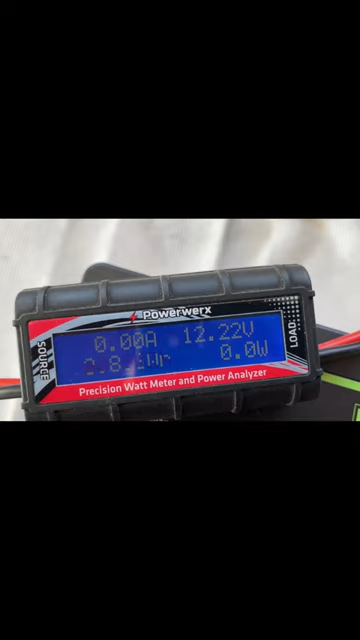 Powerwerx
SOURCE
0.00A 12.22V
0.0W
LOAD
Precision Watt Meter and Power Analyzer